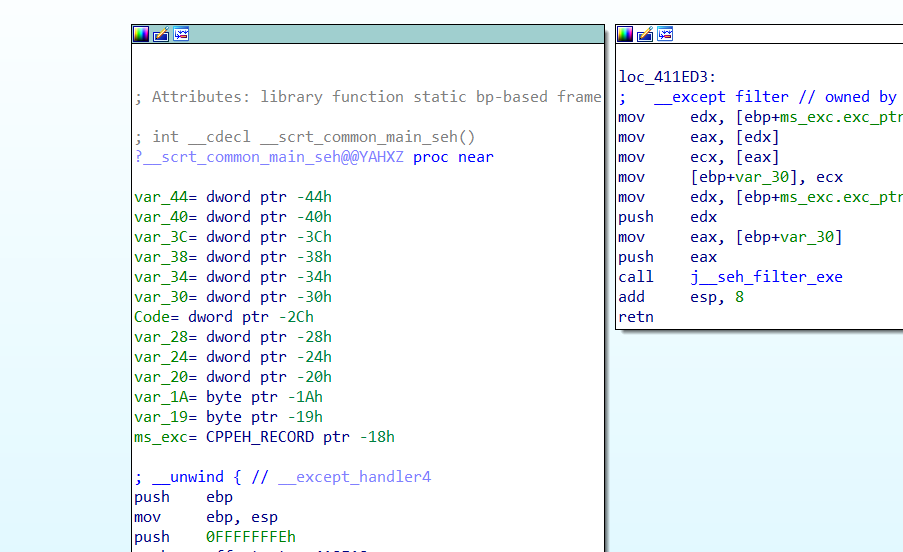 ; Attributes: library function static bp-based frame
; int __cdecl __scrt_common_main_seh()
?__scrt_common_main_seh@@YAHXZ proc near
var_44= dword ptr -44h
var_40= dword ptr -40h
var_3C= dword ptr -3Ch
var_38= dword ptr -38h
var_34= dword ptr -34h
var_30= dword ptr -30h
Code= dword ptr -2Ch
var_28= dword ptr -28h
var_24= dword ptr -24h
var_20= dword ptr -20h
var_1A= byte ptr -1Ah
var_19= byte ptr -19h
ms_exc= CPPEH_RECORD ptr -18h
; __unwind { // __except_handler4
push    ebp
mov     ebp, esp
push    0FFFFFFFEh
loc_411ED3:
;   __except filter // owned by
mov     edx, [ebp+ms_exc.exc_ptr
mov     eax, [edx]
mov     ecx, [eax]
mov     [ebp+var_30], ecx
mov     edx, [ebp+ms_exc.exc_ptr
push    edx
mov     eax, [ebp+var_30]
push    eax
call    j__seh_filter_exe
add     esp, 8
retn